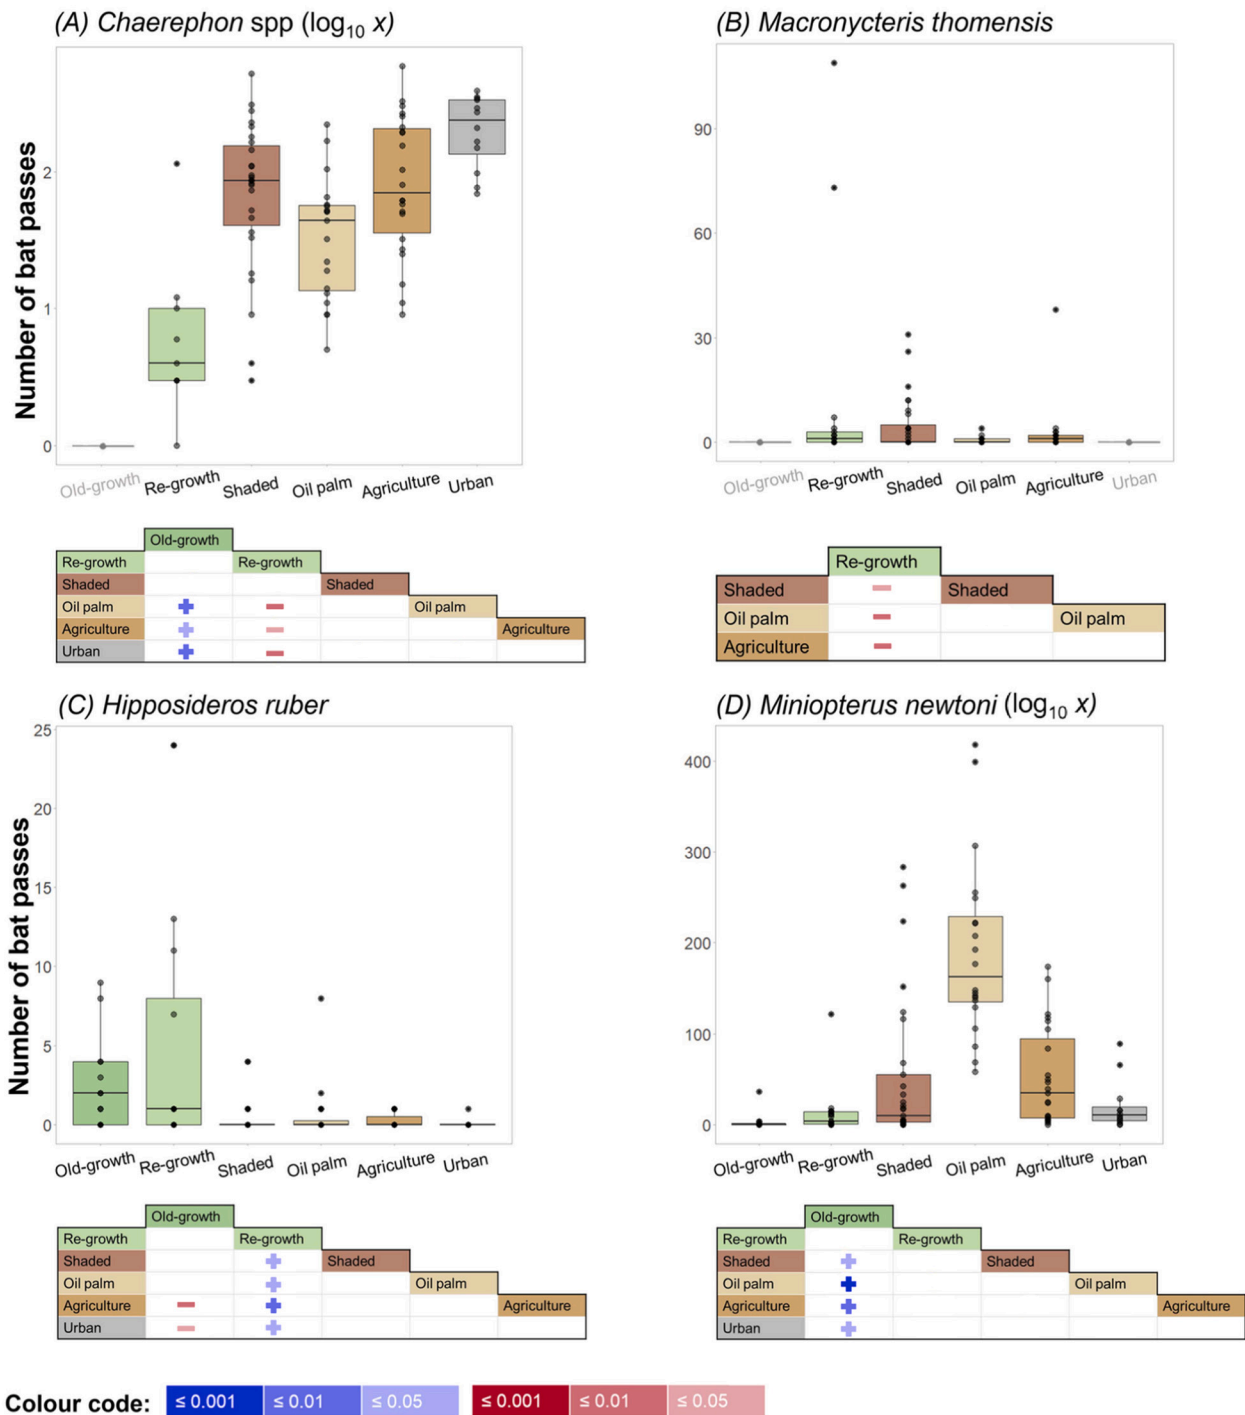 (A) Chaerephon spp (log10 x)
Number of bat passes
2
1
0
Old-growth Re-growth Shaded Oil palm Agriculture Urban
Old-growth
Re-growth Re-growth
Shaded Shaded
Oil palm + − Oil palm
Agriculture + − Agriculture
Urban + −
(B) Macronycteris thomensis
90
60
30
0
Old-growth Re-growth Shaded Oil palm Agriculture Urban
Re-growth
Shaded − Shaded
Oil palm − Oil palm
Agriculture −
(C) Hipposideros ruber
Number of bat passes
25
20
15
10
5
0
Old-growth Re-growth Shaded Oil palm Agriculture Urban
Old-growth
Re-growth Re-growth
Shaded + Shaded
Oil palm + Oil palm
Agriculture − + Agriculture
Urban − +
(D) Miniopterus newtoni (log10 x)
400
300
200
100
0
Old-growth Re-growth Shaded Oil palm Agriculture Urban
Old-growth
Re-growth Re-growth
Shaded + Shaded
Oil palm + Oil palm
Agriculture + Agriculture
Urban +
Colour code: ≤ 0.001 ≤ 0.01 ≤ 0.05 ≤ 0.001 ≤ 0.01 ≤ 0.05